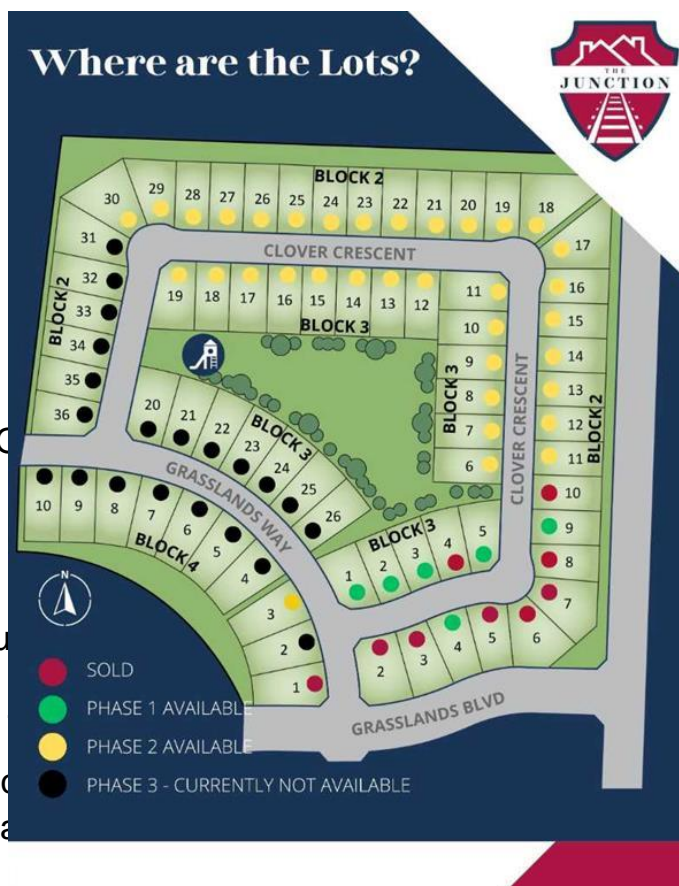 Where are the Lots?
THE
JUNCTION
BLOCK 2
30 29 28 27 26 25 24 23 22 21 20 19 18
17
CLOVER CRESCENT
31
32
33
34
35
36
BLOCK 2
19 18 17 16 15 14 13 12
BLOCK 3
11
10
9
8
7
6
BLOCK 3
CLOVER CRESCENT
16
15
14
13
12
11
10
9
8
7
BLOCK 2
20 21 22 23 24 25 26
BLOCK 3
GRASSLANDS WAY
10 9 8 7 6 5 4
BLOCK 4
3
2
1
BLOCK 3
1 2 3 4 5
2 3 4 5 6
GRASSLANDS BLVD
N
SOLD
PHASE 1 AVAILABLE
PHASE 2 AVAILABLE
PHASE 3 - CURRENTLY NOT AVAILABLE